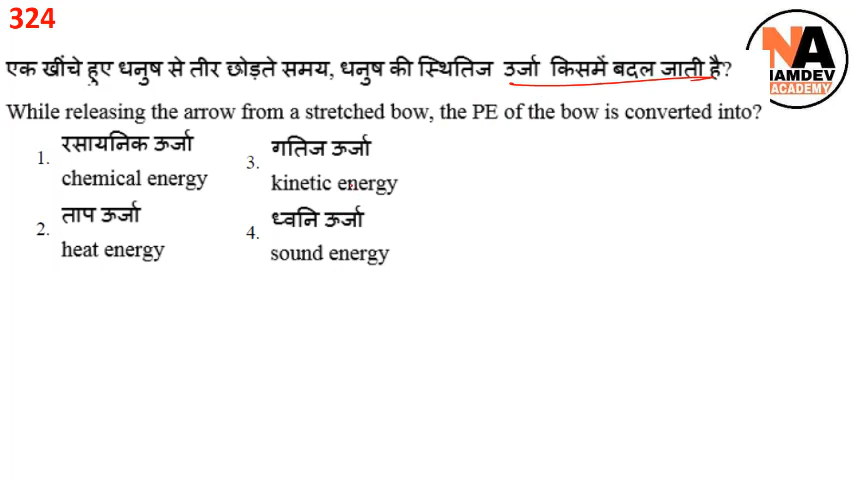 324
NA
IAMDEV
ACADEMY
एक खींचे हुए धनुष से तीर छोड़ते समय, धनुष की स्थितिज उर्जा किसमें बदल जाती है?
While releasing the arrow from a stretched bow, the PE of the bow is converted into?
1. रसायनिक ऊर्जा
chemical energy
2. ताप ऊर्जा
heat energy
3. गतिज ऊर्जा
kinetic energy
4. ध्वनि ऊर्जा
sound energy